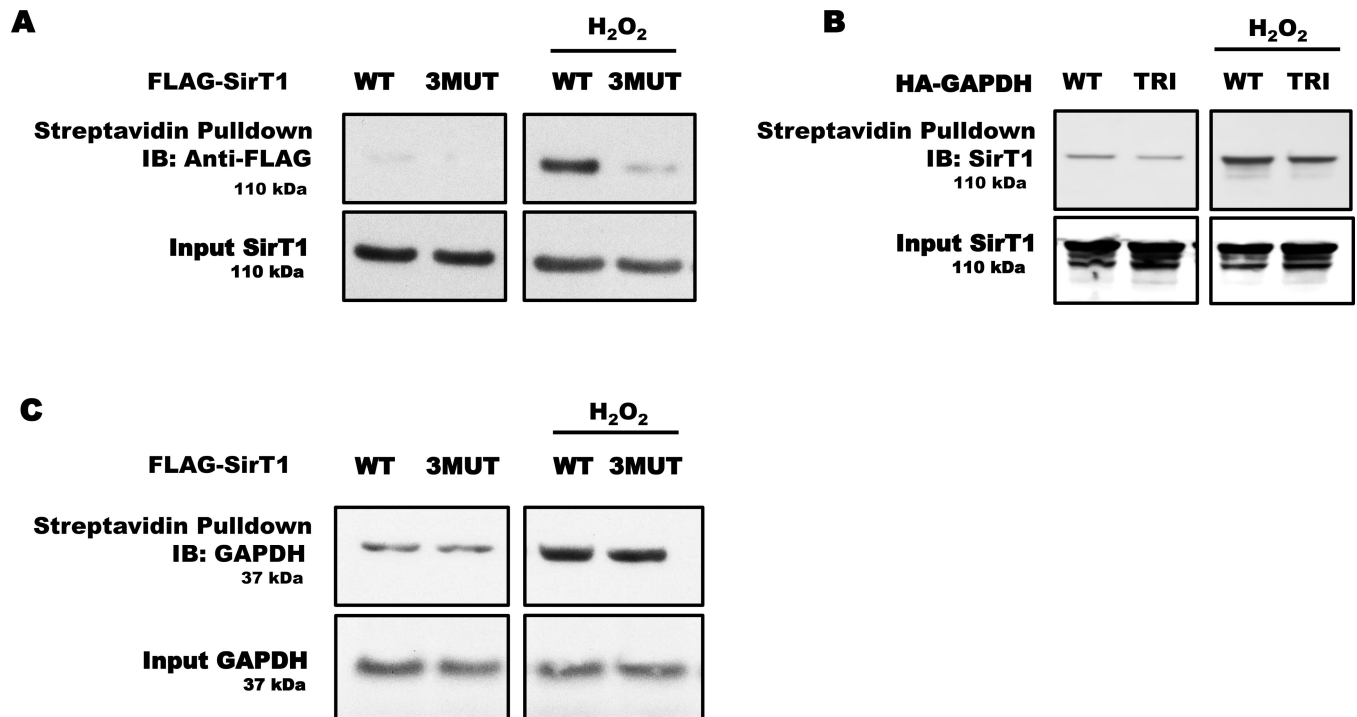 A
H₂O₂
FLAG-SirT1 WT 3MUT WT 3MUT
Streptavidin Pulldown
IB: Anti-FLAG
110 kDa
Input SirT1
110 kDa
B
H₂O₂
HA-GAPDH WT TRI WT TRI
Streptavidin Pulldown
IB: SirT1
110 kDa
Input SirT1
110 kDa
C
H₂O₂
FLAG-SirT1 WT 3MUT WT 3MUT
Streptavidin Pulldown
IB: GAPDH
37 kDa
Input GAPDH
37 kDa